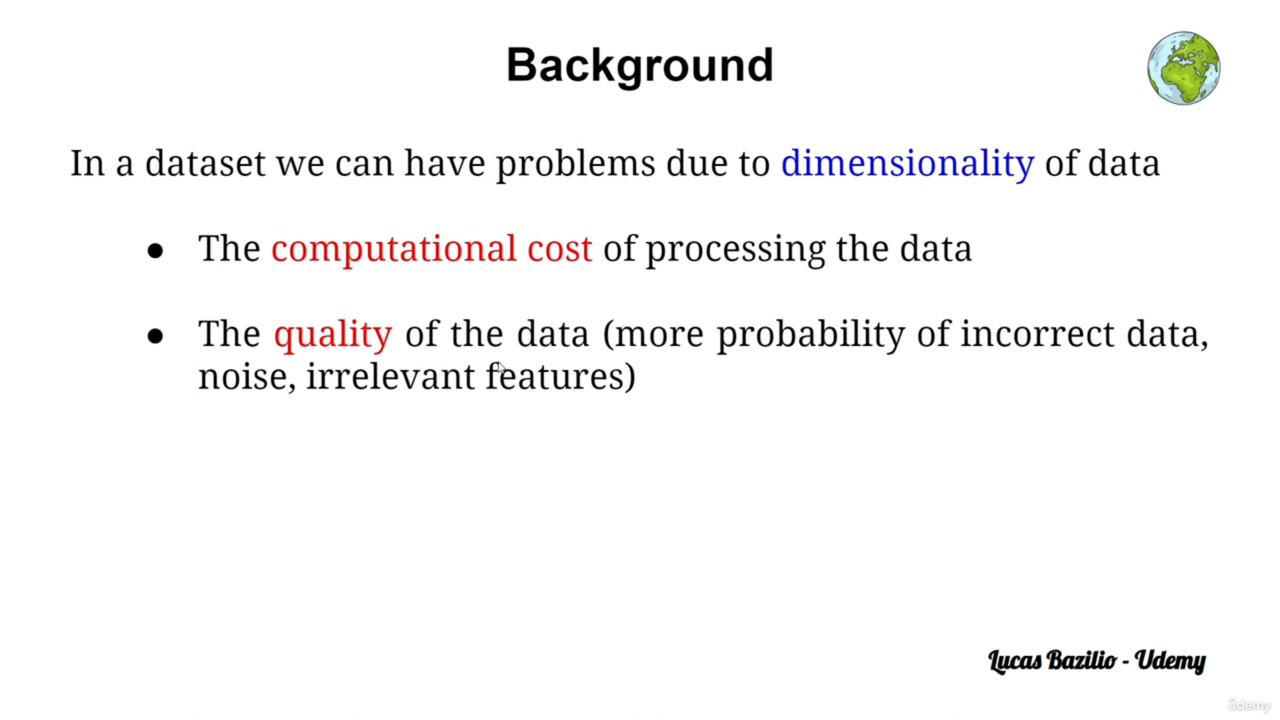 Background
In a dataset we can have problems due to dimensionality of data
● The computational cost of processing the data
● The quality of the data (more probability of incorrect data,
noise, irrelevant features)
Lucas Bazilio - Udemy
ûdemy